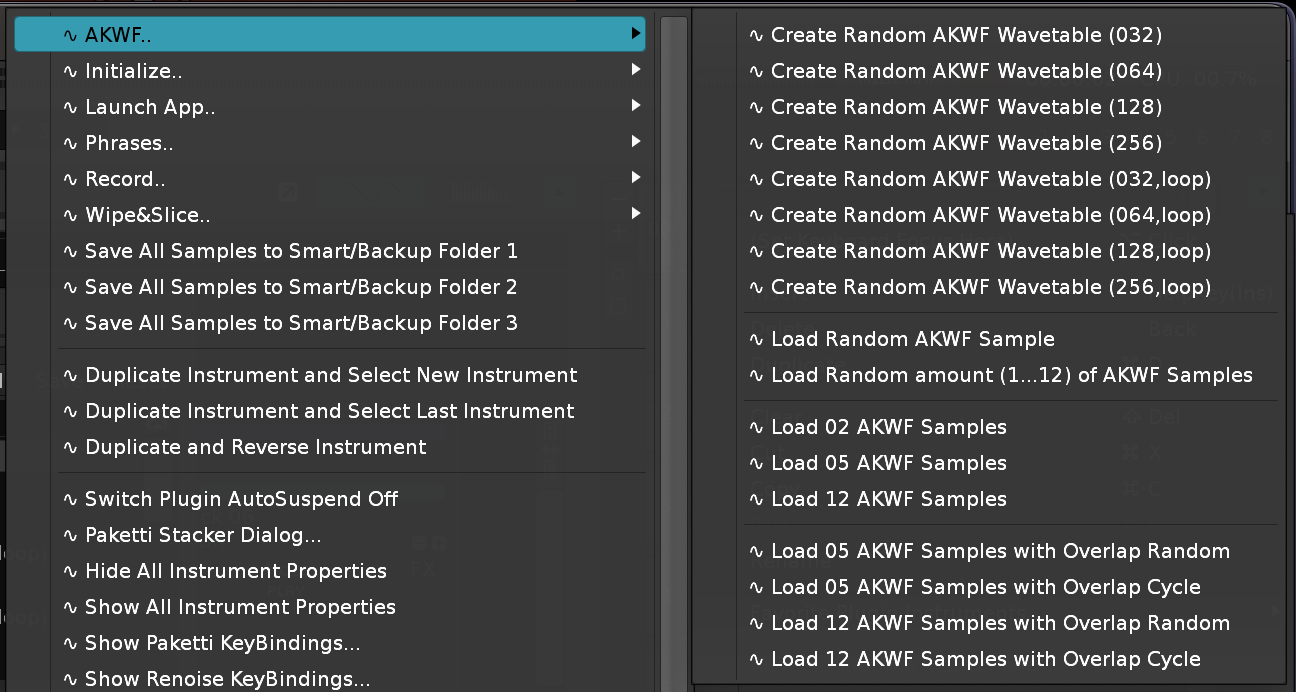 ∿ AKWF..
∿ Initialize..
∿ Launch App..
∿ Phrases..
∿ Record..
∿ Wipe&Slice..
∿ Save All Samples to Smart/Backup Folder 1
∿ Save All Samples to Smart/Backup Folder 2
∿ Save All Samples to Smart/Backup Folder 3
∿ Duplicate Instrument and Select New Instrument
∿ Duplicate Instrument and Select Last Instrument
∿ Duplicate and Reverse Instrument
∿ Switch Plugin AutoSuspend Off
∿ Paketti Stacker Dialog...
∿ Hide All Instrument Properties
∿ Show All Instrument Properties
∿ Show Paketti KeyBindings...
∿ Show Renoise KeyBindings...
∿ Create Random AKWF Wavetable (032)
∿ Create Random AKWF Wavetable (064)
∿ Create Random AKWF Wavetable (128)
∿ Create Random AKWF Wavetable (256)
∿ Create Random AKWF Wavetable (032,loop)
∿ Create Random AKWF Wavetable (064,loop)
∿ Create Random AKWF Wavetable (128,loop)
∿ Create Random AKWF Wavetable (256,loop)
∿ Load Random AKWF Sample
∿ Load Random amount (1...12) of AKWF Samples
∿ Load 02 AKWF Samples
∿ Load 05 AKWF Samples
∿ Load 12 AKWF Samples
∿ Load 05 AKWF Samples with Overlap Random
∿ Load 05 AKWF Samples with Overlap Cycle
∿ Load 12 AKWF Samples with Overlap Random
∿ Load 12 AKWF Samples with Overlap Cycle